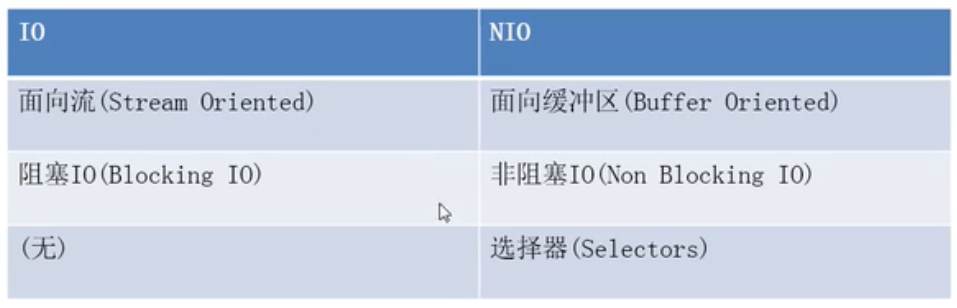 IO NIO
面向流(Stream Oriented) 面向缓冲区(Buffer Oriented)
阻塞IO(Blocking IO) 非阻塞IO(Non Blocking IO)
(无) 选择器(Selectors)